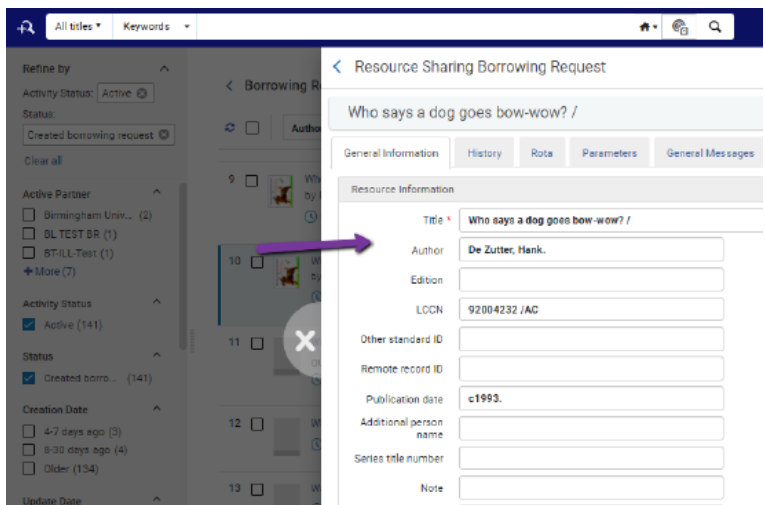 All titles
Keywords
Refine by
Activity Status: Active
Status:
Created borrowing request
Clear all
Active Partner
Birmingham Univ... (2)
BL TEST BR (1)
BT-ILL-Test (1)
+ More (7)
Activity Status
Active (141)
Status
Created borro... (141)
Creation Date
4-7 days ago (3)
8-30 days ago (4)
Older (134)
Update Date
Borrowing R
Autho
9
Wh
by
10
W
by
11
12
W
13
W
Resource Sharing Borrowing Request
Who says a dog goes bow-wow? /
General Information
History
Rota
Parameters
General Messages
Resource Information
Title * Who says a dog goes bow-wow? /
Author De Zutter, Hank.
Edition
LCCN 92004232 /AC
Other standard ID
Remote record ID
Publication date c1993.
Additional person
name
Series title number
Note